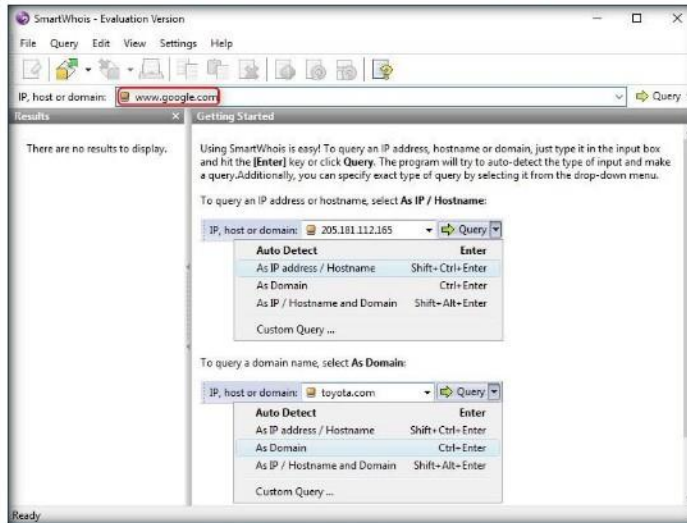 SmartWhois - Evaluation Version
File Query Edit View Settings Help
IP, host or domain: www.google.com Query
Results
Getting Started
There are no results to display.
Using SmartWhois is easy! To query an IP address, hostname or domain, just type it in the input box
and hit the [Enter] key or click Query. The program will try to auto-detect the type of input and make
a query.Additionally, you can specify exact type of query by selecting it from the drop-down menu.
To query an IP address or hostname, select As IP / Hostname:
IP, host or domain: 205.181.112.165 Query
Auto Detect Enter
As IP address / Hostname Shift+Ctrl+Enter
As Domain Ctrl+Enter
As IP / Hostname and Domain Shift+Alt+Enter
Custom Query ...
To query a domain name, select As Domain:
IP, host or domain: toyota.com Query
Auto Detect Enter
As IP address / Hostname Shift+Ctrl+Enter
As Domain Ctrl+Enter
As IP / Hostname and Domain Shift+Alt+Enter
Custom Query ...
Ready